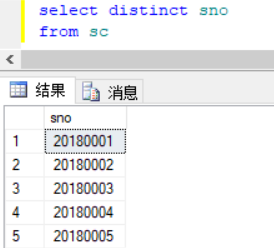 select distinct sno
from sc
结果 消息
sno
1 20180001
2 20180002
3 20180003
4 20180004
5 20180005